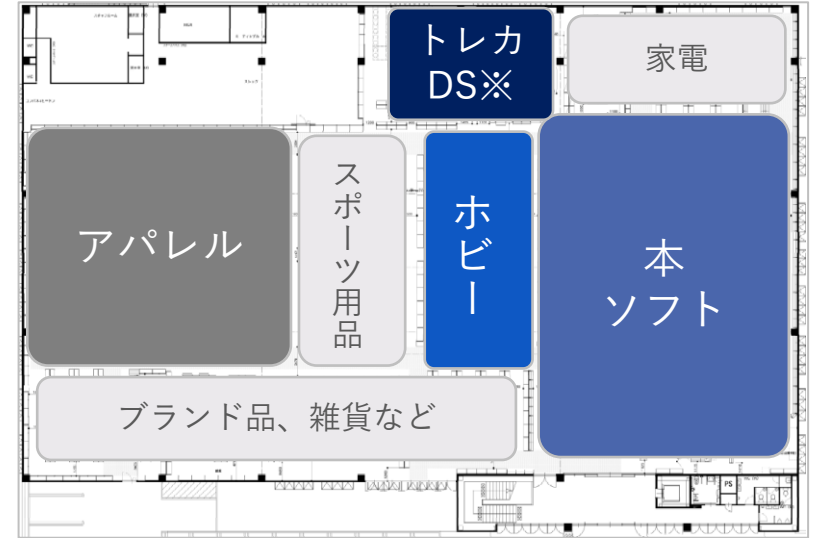 トレカ
DS※
家電
アパレル
スポーツ用品
ホビー
本
ソフト
ブランド品、雑貨など
PS